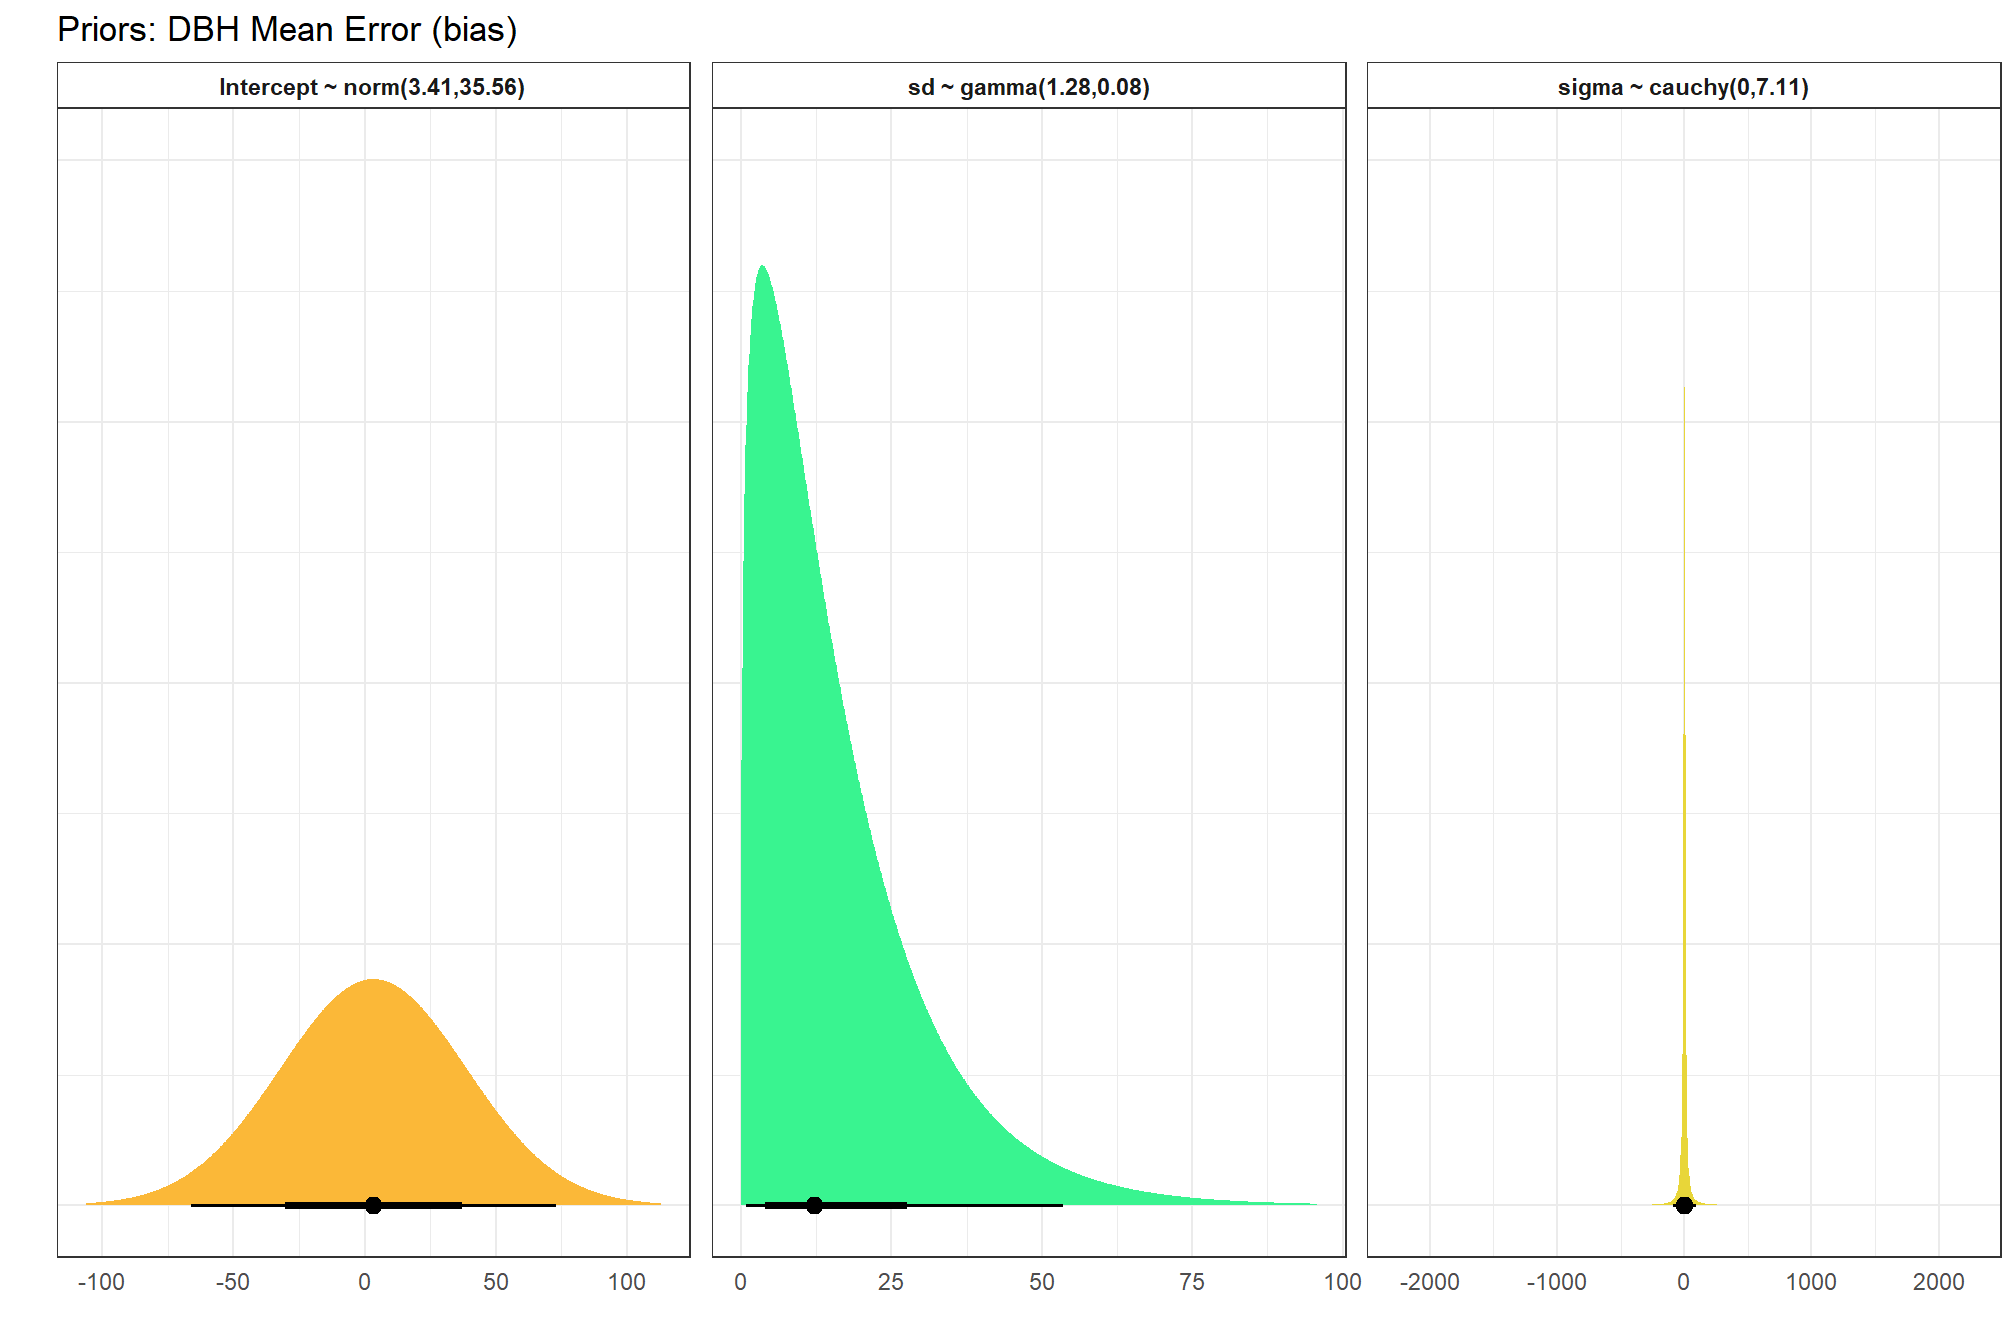 Priors: DBH Mean Error (bias)
Intercept ~ norm(3.41,35.56)
sd ~ gamma(1.28,0.08)
sigma ~ cauchy(0,7.11)
-100 -50 0 50 100
0 25 50 75 100
-2000 -1000 0 1000 2000